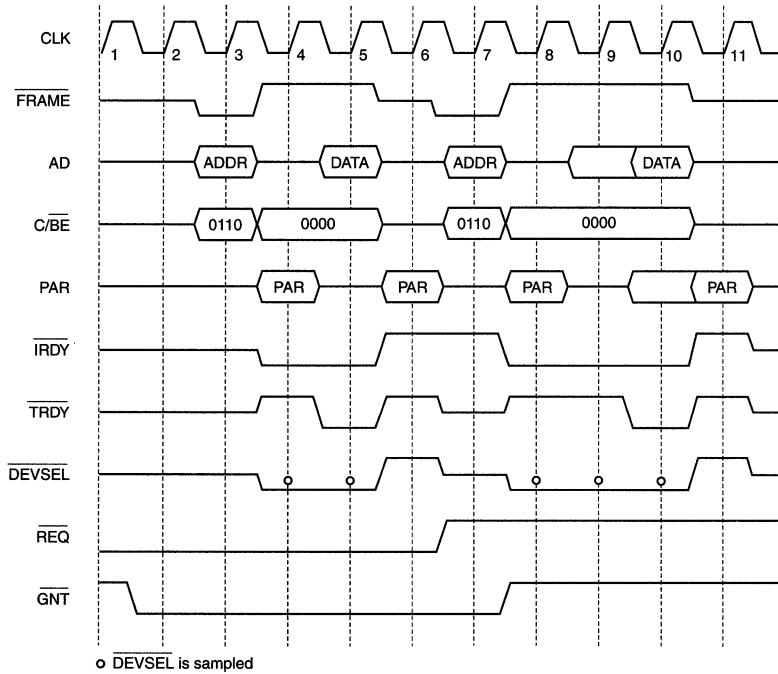 CLK
1 2 3 4 5 6 7 8 9 10 11
FRAME
AD ADDR DATA ADDR DATA
C/BE 0110 0000 0110 0000
PAR PAR PAR PAR PAR
IRDY
TRDY
DEVSEL
REQ
GNT
DEVSEL is sampled